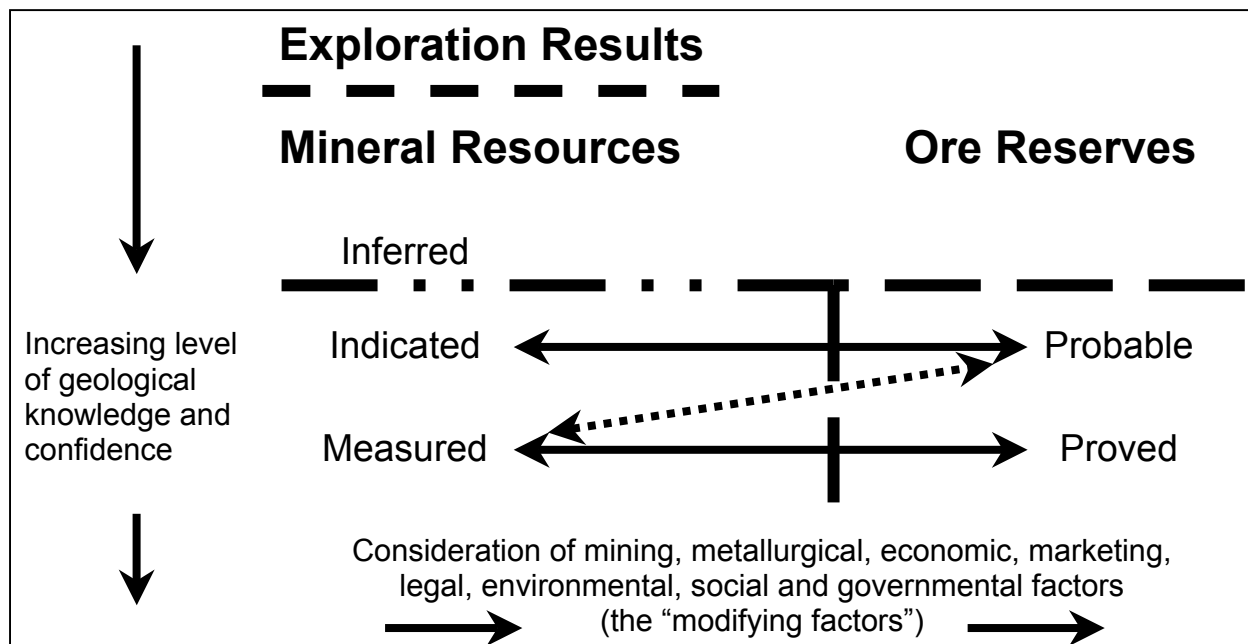 Exploration Results
Mineral Resources
Ore Reserves
Inferred
Increasing level
of geological
knowledge and
confidence
Indicated
Probable
Measured
Proved
Consideration of mining, metallurgical, economic, marketing,
legal, environmental, social and governmental factors
(the “modifying factors”)